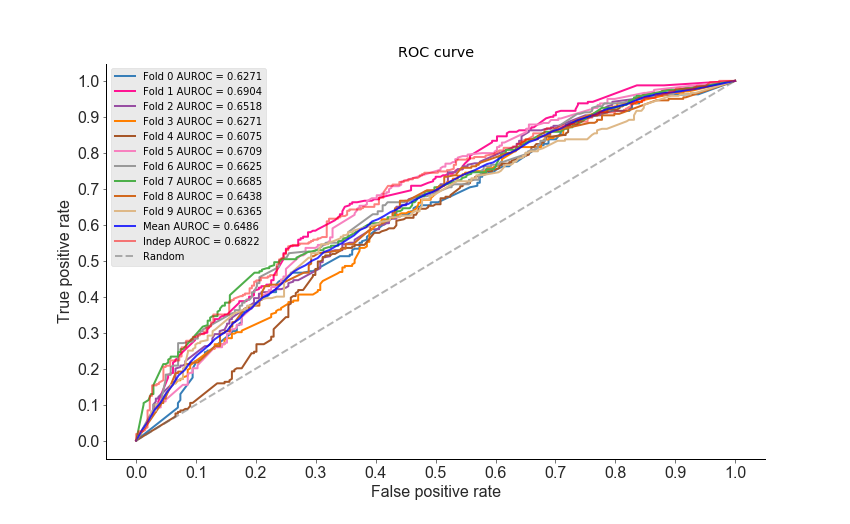 ROC curve
Fold 0 AUROC = 0.6271
Fold 1 AUROC = 0.6904
Fold 2 AUROC = 0.6518
Fold 3 AUROC = 0.6271
Fold 4 AUROC = 0.6075
Fold 5 AUROC = 0.6709
Fold 6 AUROC = 0.6625
Fold 7 AUROC = 0.6685
Fold 8 AUROC = 0.6438
Fold 9 AUROC = 0.6365
Mean AUROC = 0.6486
Indep AUROC = 0.6822
Random
True positive rate
1.0
0.9
0.8
0.7
0.6
0.5
0.4
0.3
0.2
0.1
0.0
0.0 0.1 0.2 0.3 0.4 0.5 0.6 0.7 0.8 0.9 1.0
False positive rate